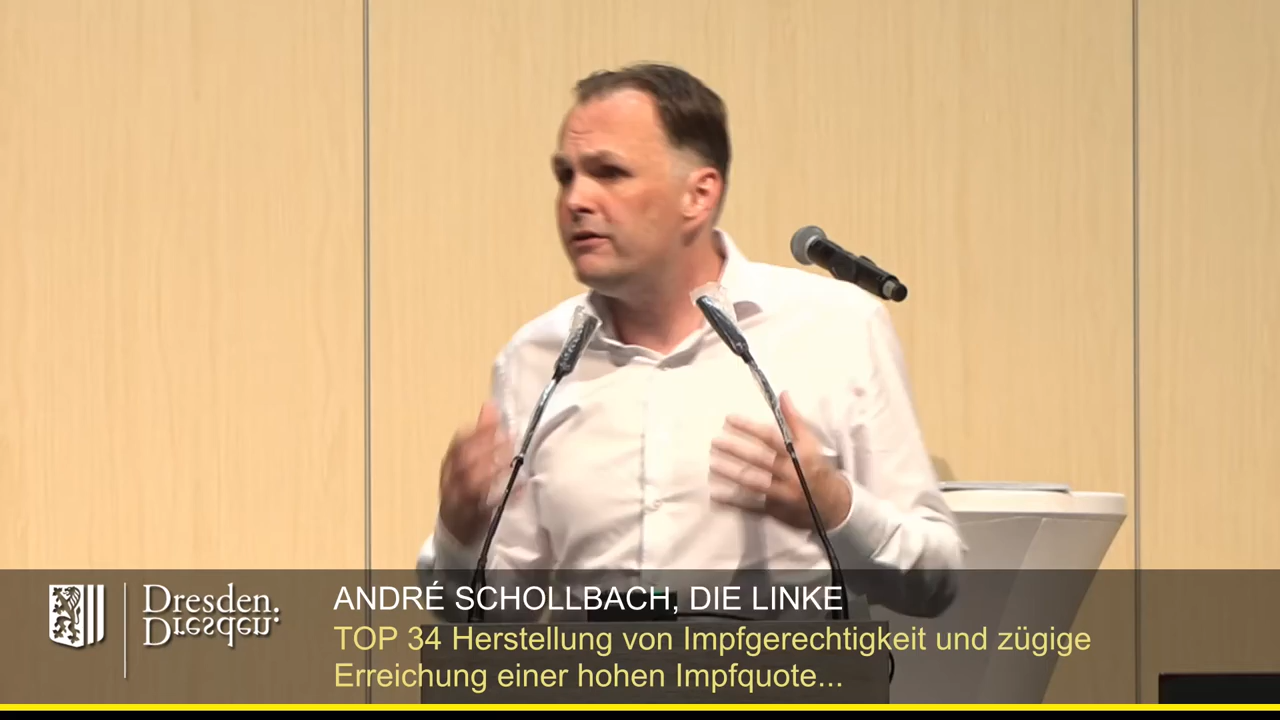 Dresden.
Dresden.
ANDRÉ SCHOLLBACH, DIE LINKE
TOP 34 Herstellung von Impfgerechtigkeit und zügige
Erreichung einer hohen Impfquote...